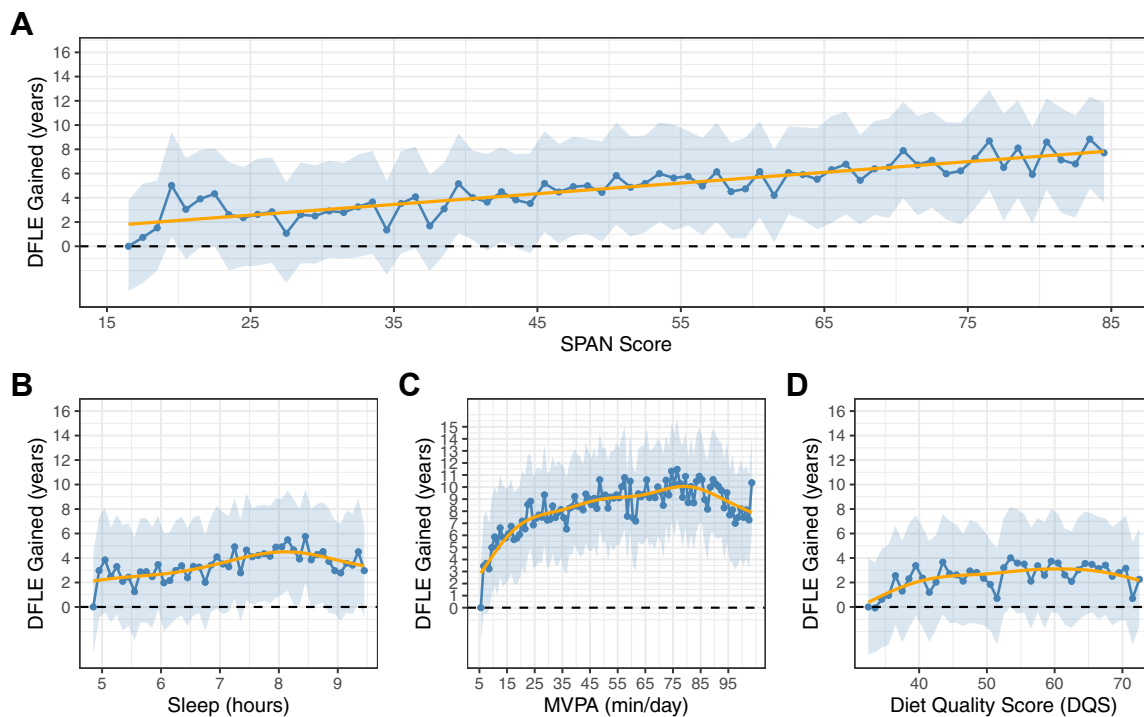 A
DFLE Gained (years)
16
14
12
10
8
6
4
2
0
15 25 35 45 55 65 75 85
SPAN Score
B
DFLE Gained (years)
16
14
12
10
8
6
4
2
0
5 6 7 8 9
Sleep (hours)
C
DFLE Gained (years)
15
14
13
12
11
10
9
8
7
6
5
4
3
2
1
0
5 15 25 35 45 55 65 75 85 95
MVPA (min/day)
D
DFLE Gained (years)
16
14
12
10
8
6
4
2
0
40 50 60 70
Diet Quality Score (DQS)